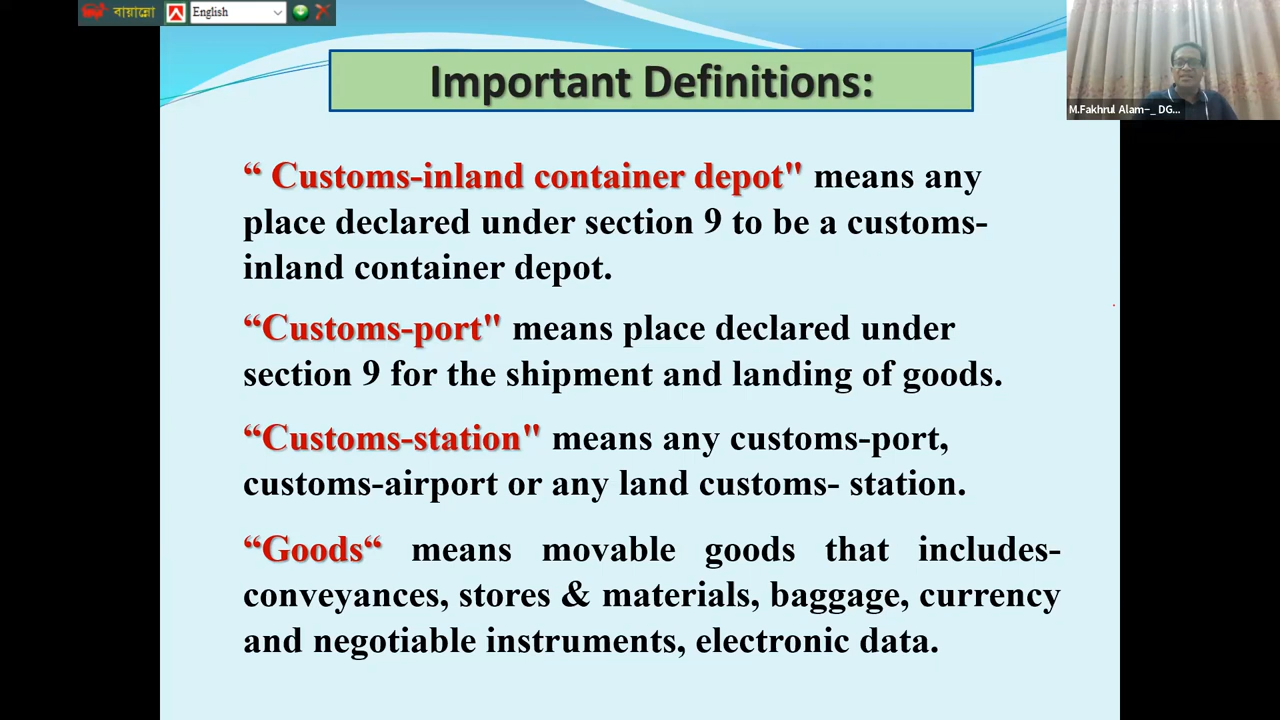 বায়ান্নো English
M.Fakhrul Alam-_ DG...
Important Definitions:
“ Customs-inland container depot" means any
place declared under section 9 to be a customs-
inland container depot.
“Customs-port" means place declared under
section 9 for the shipment and landing of goods.
“Customs-station" means any customs-port,
customs-airport or any land customs- station.
“Goods“ means movable goods that includes-
conveyances, stores & materials, baggage, currency
and negotiable instruments, electronic data.